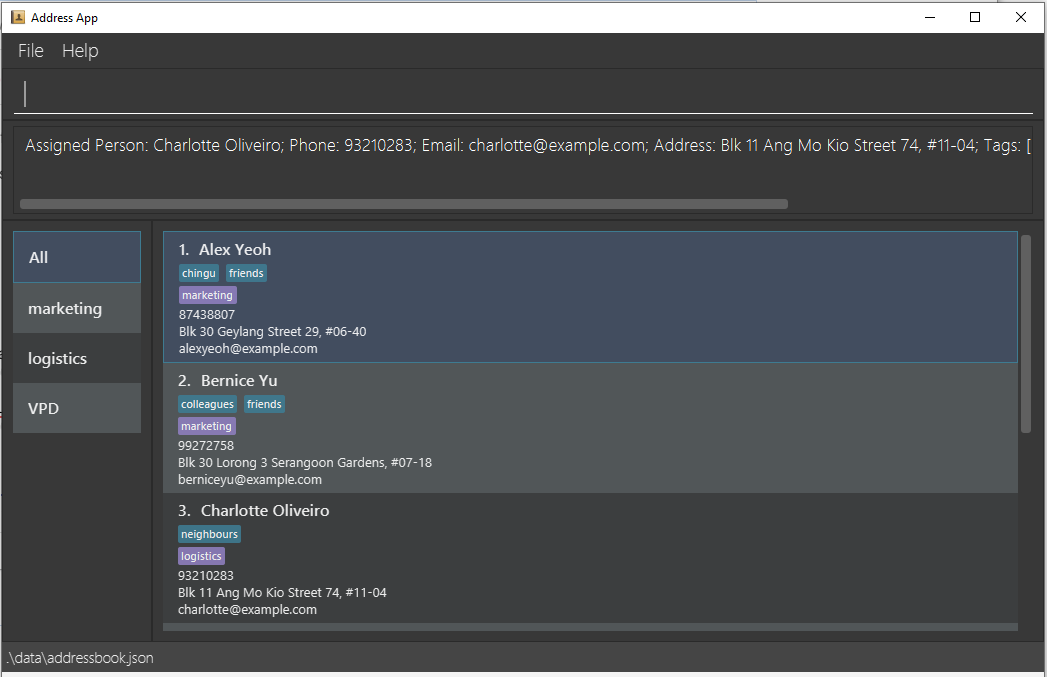 Address App
File Help
Assigned Person: Charlotte Oliveiro; Phone: 93210283; Email: charlotte@example.com; Address: Blk 11 Ang Mo Kio Street 74, #11-04; Tags: [
All
marketing
logistics
VPD
1. Alex Yeoh
chingu friends
marketing
87438807
Blk 30 Geylang Street 29, #06-40
alexyeoh@example.com
2. Bernice Yu
colleagues friends
marketing
99272758
Blk 30 Lorong 3 Serangoon Gardens, #07-18
berniceyu@example.com
3. Charlotte Oliveiro
neighbours
logistics
93210283
Blk 11 Ang Mo Kio Street 74, #11-04
charlotte@example.com
.\data\addressbook.json